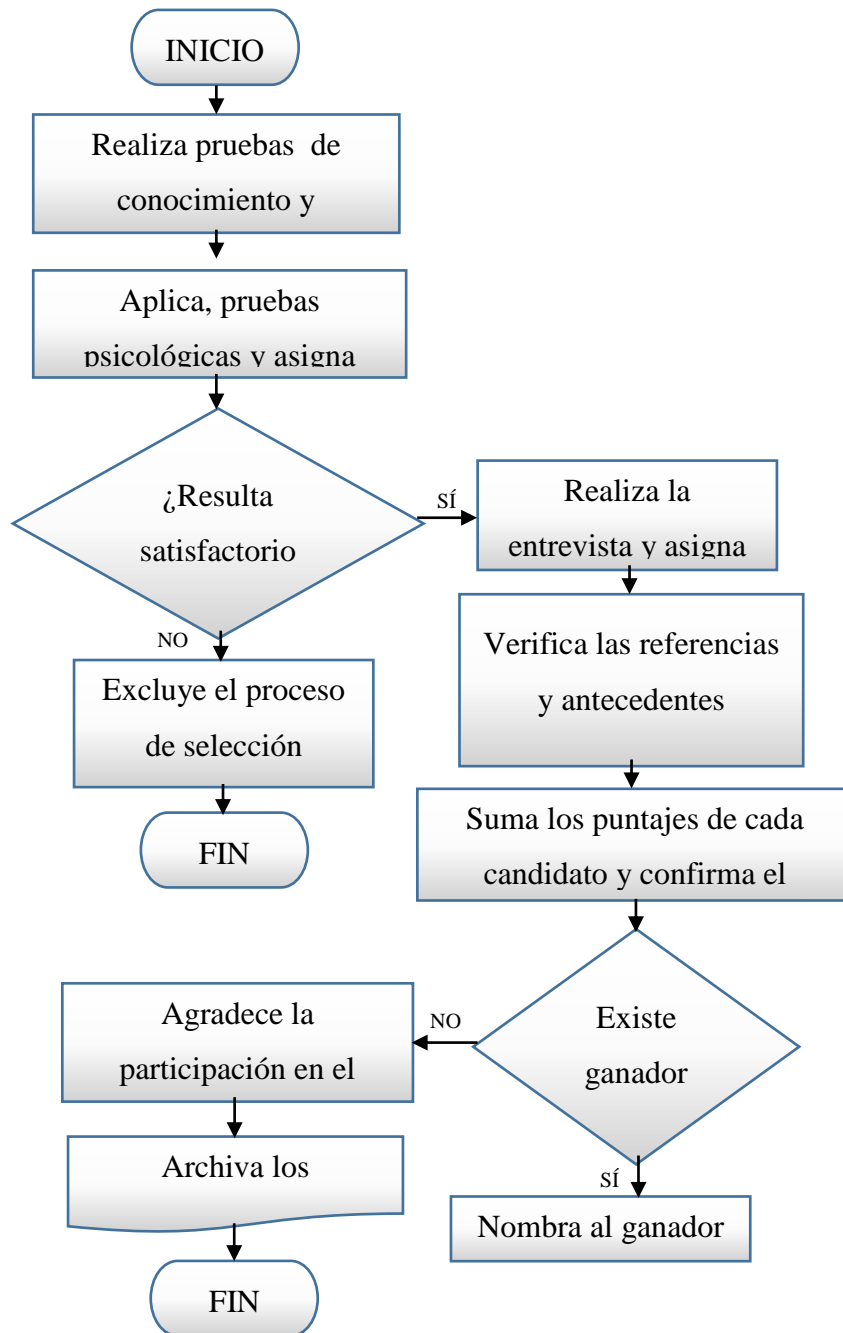 INICIO
Realiza pruebas de
conocimiento y
Aplica, pruebas
psicológicas y asigna
¿Resulta
satisfactorio
SÍ
Realiza la
entrevista y asigna
NO
Excluye el proceso
de selección
FIN
Verifica las referencias
y antecedentes
Suma los puntajes de cada
candidato y confirma el
Existe
ganador
NO
Agradece la
participación en el
Archiva los
FIN
SÍ
Nombra al ganador